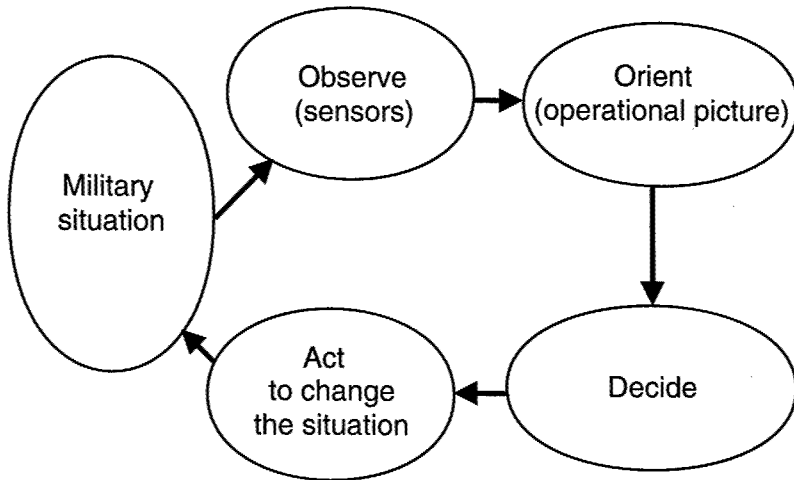 Observe
(sensors)
Orient
(operational picture)
Military
situation
Act
to change
the situation
Decide